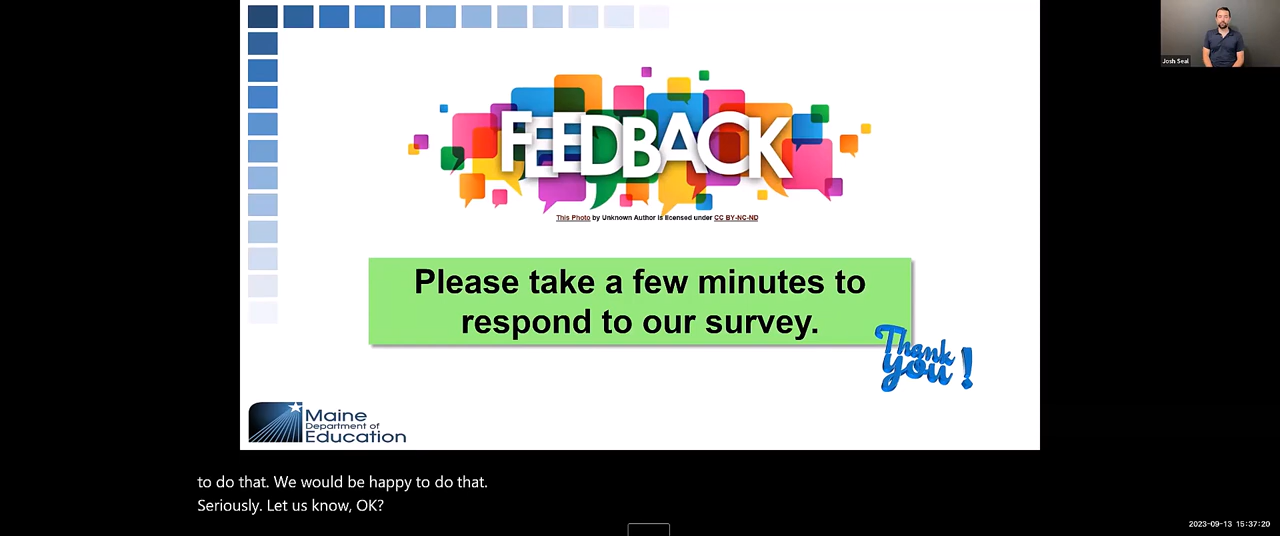 Josh Seal
FEEDBACK
This Photo by Unknown Author is licensed under CC BY-NC-ND
Please take a few minutes to
respond to our survey.
Thank
you!
Maine
Department of
Education
to do that. We would be happy to do that.
Seriously. Let us know, OK?
2023-09-13 15:37:20